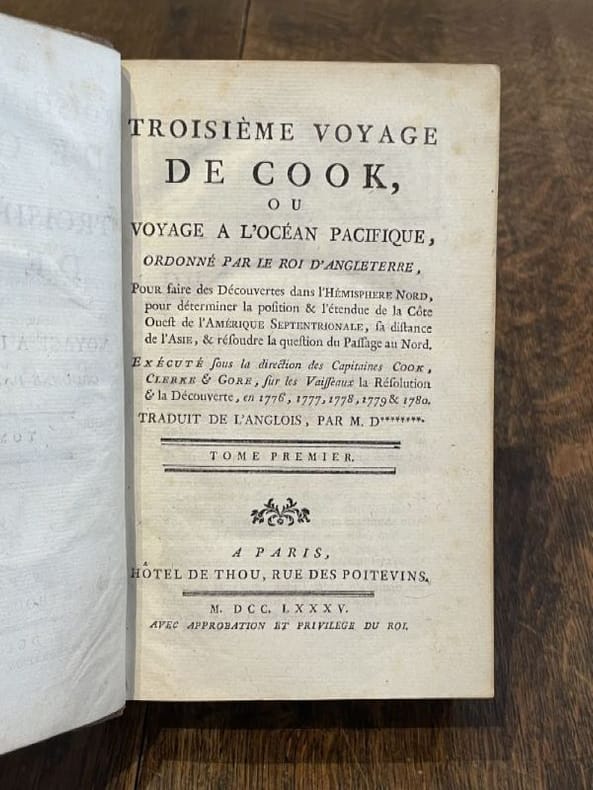 TROISIÈME VOYAGE
DE COOK,
OU
VOYAGE A L'OCÉAN PACIFIQUE,
ORDONNÉ PAR LE ROI D'ANGLETERRE,
POUR faire des Découvertes dans l'HÉMISPHERE NORD,
pour déterminer la poſition & l'étendue de la Côte
Oueſt de l'AMÉRIQUE SEPTENTRIONALE, ſa diſtance
de l'ASIE, & réſoudre la queſtion du Paſſage au Nord.
EXÉCUTÉ ſous la direction des Capitaines COOK,
CLERKE & GORE, ſur les Vaiſſeaux la Réſolution
& la Découverte, en 1776, 1777, 1778, 1779 & 1780.
TRADUIT DE L'ANGLOIS, PAR M. D********.
TOME PREMIER.
A PARIS,
HÔTEL DE THOU, RUE DES POITEVINS.
M. DCC. LXXXV.
AVEC APPROBATION ET PRIVILEGE DU ROI.